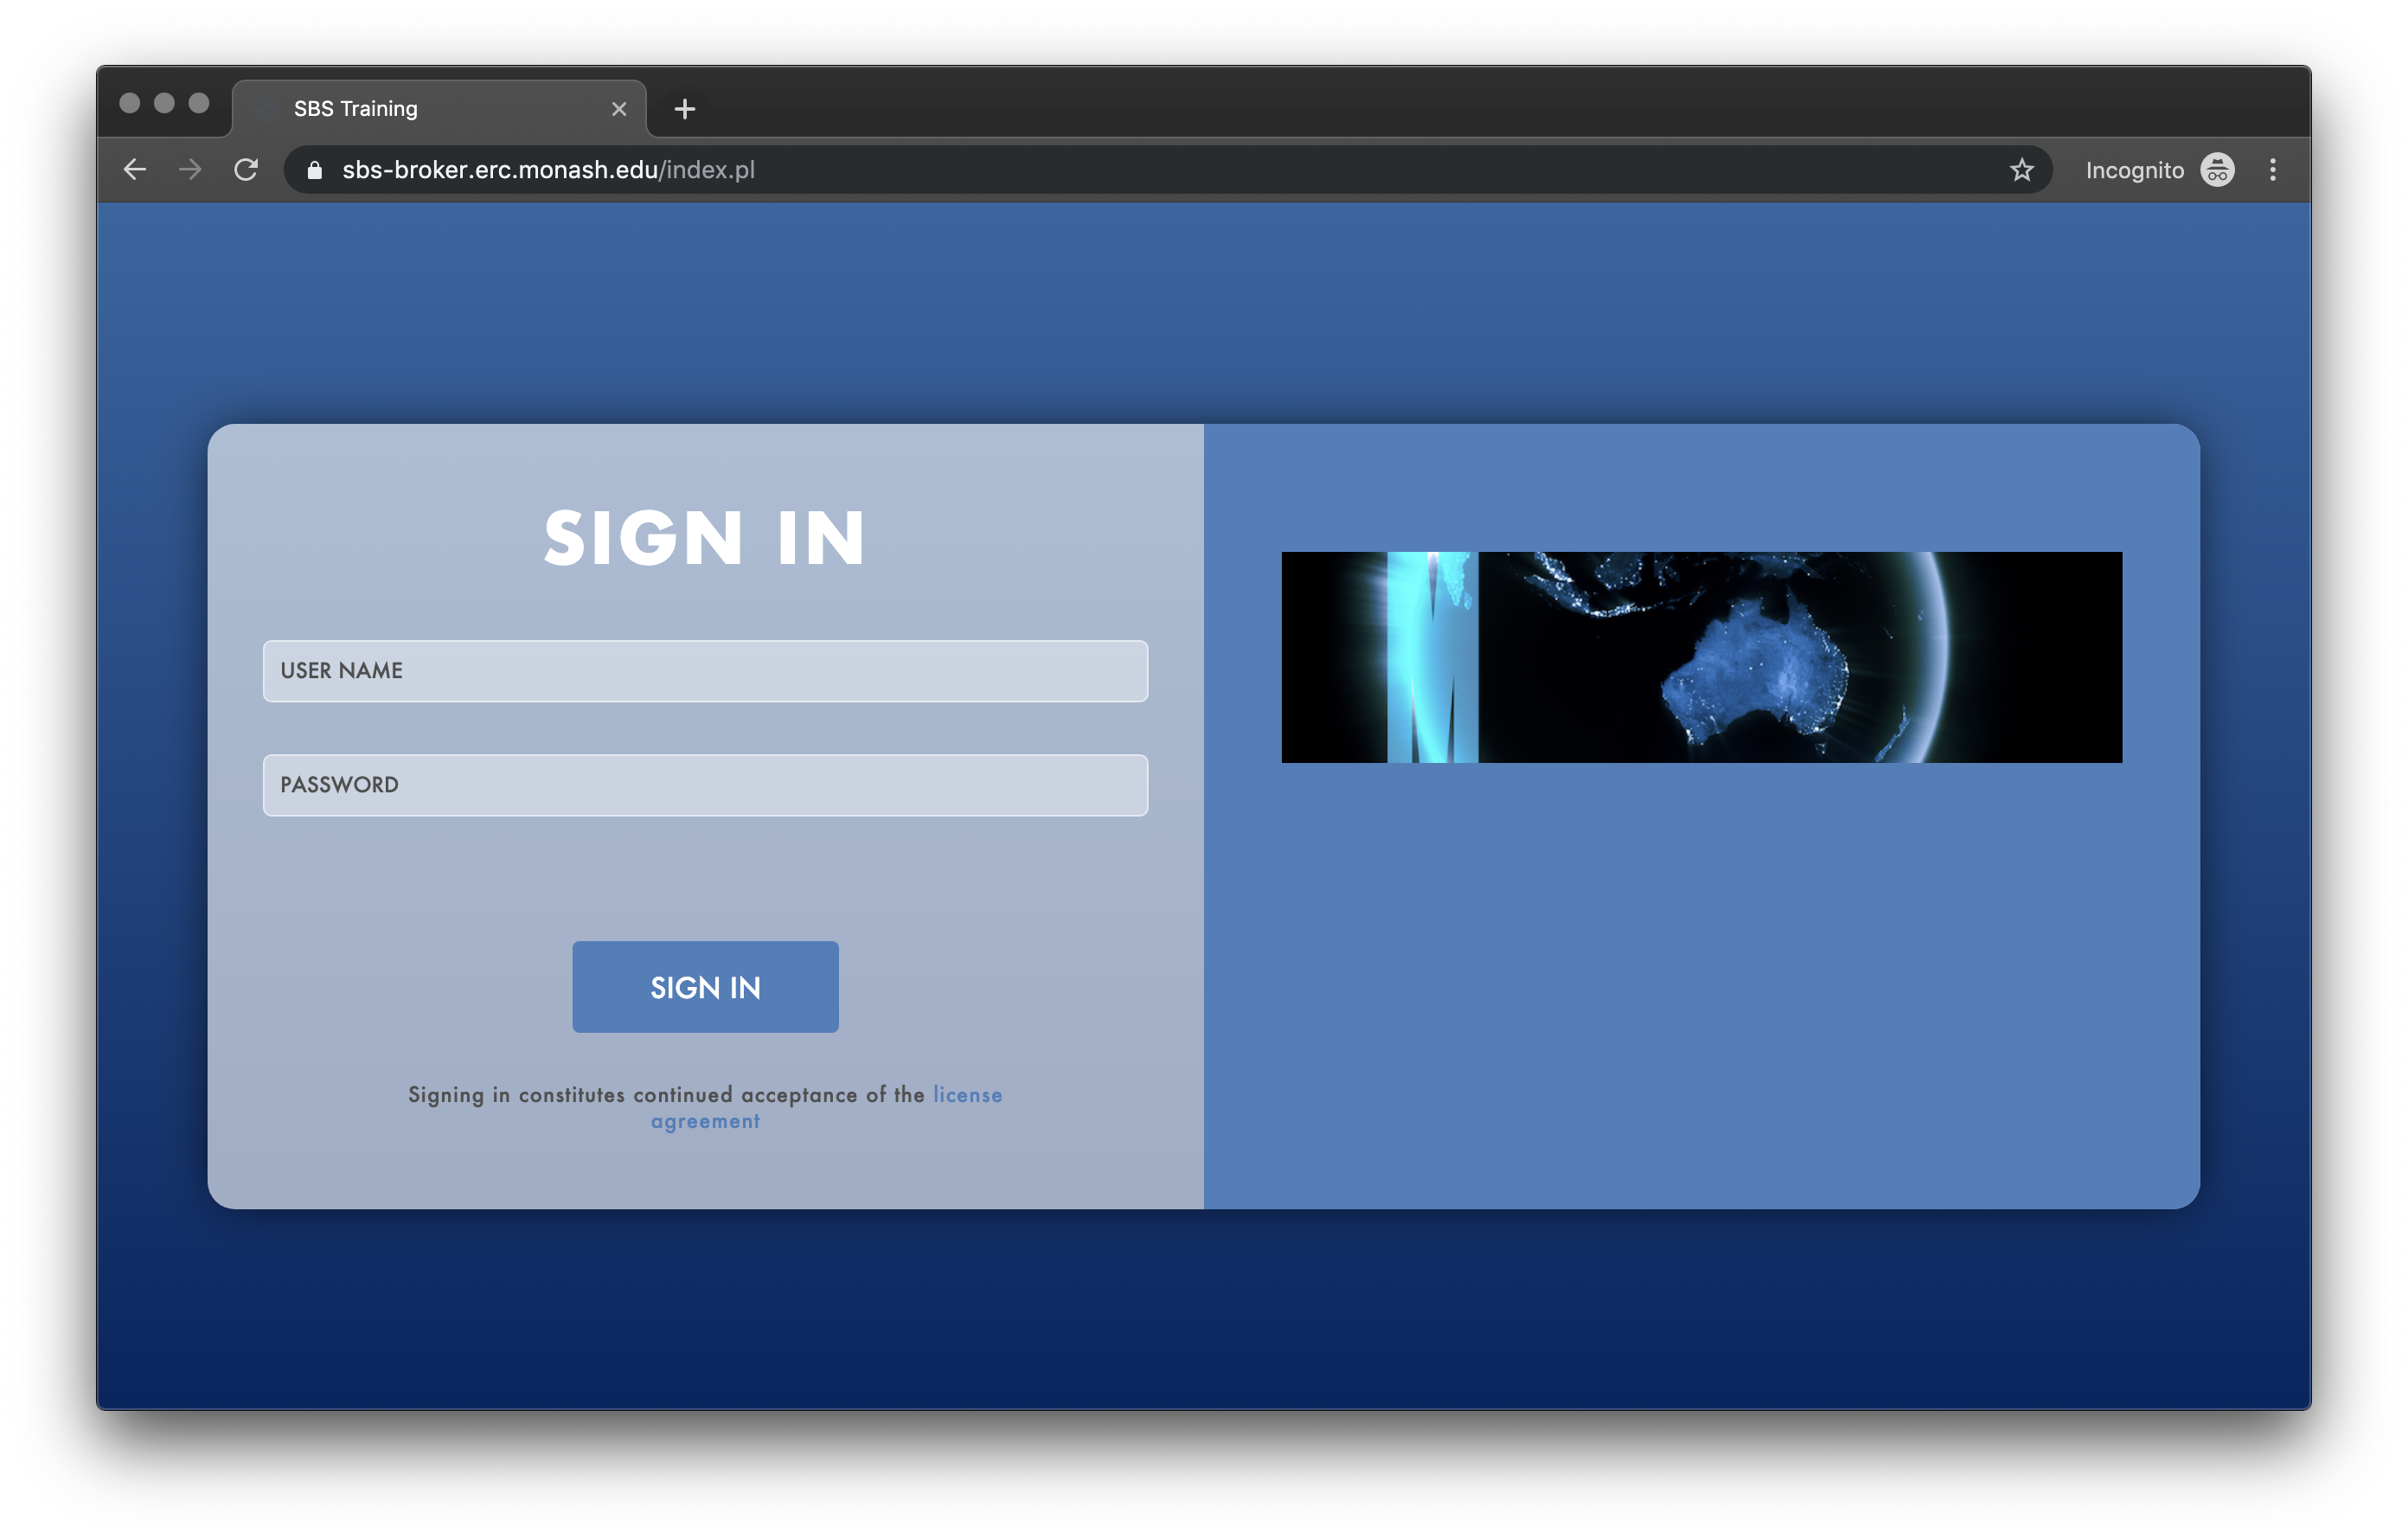 SBS Training
sbs-broker.erc.monash.edu/index.pl
Incognito
SIGN IN
USER NAME
PASSWORD
SIGN IN
Signing in constitutes continued acceptance of the license
agreement